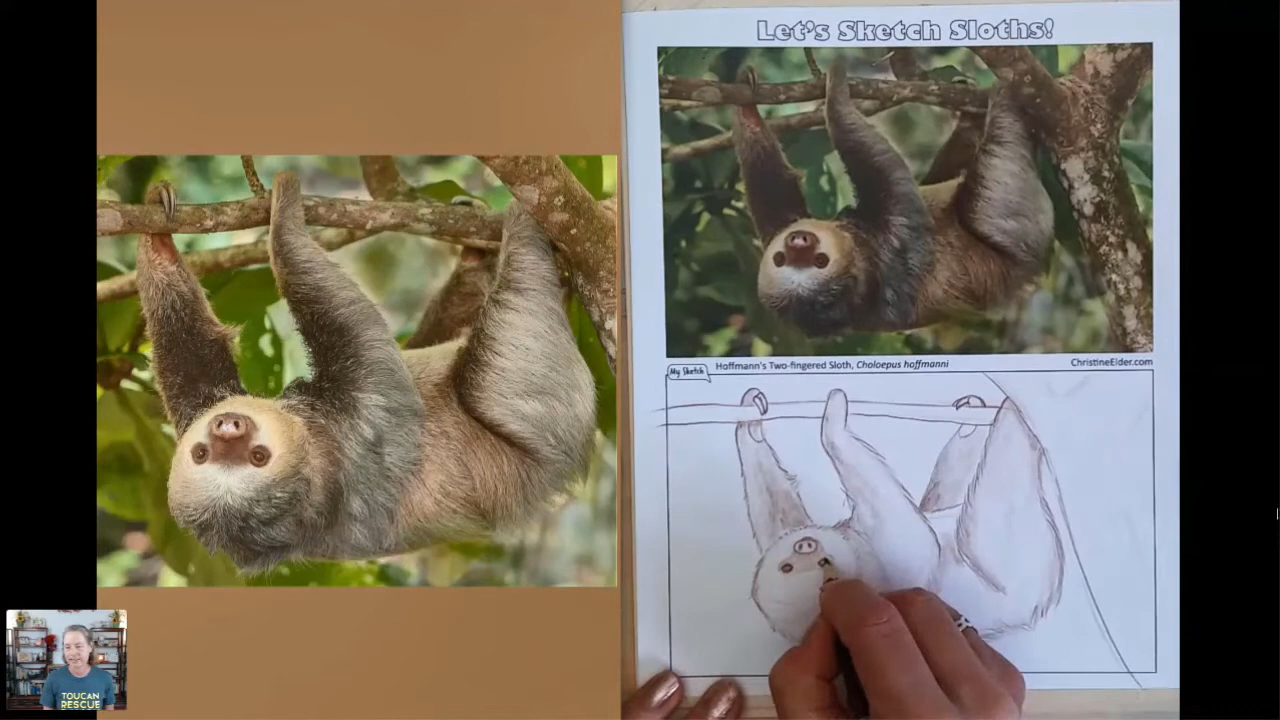 Let's Sketch Sloths!
Hoffmann's Two-fingered Sloth, Choloepus hoffmanni
ChristineElder.com
My Sketch
TOUCAN
RESCUE